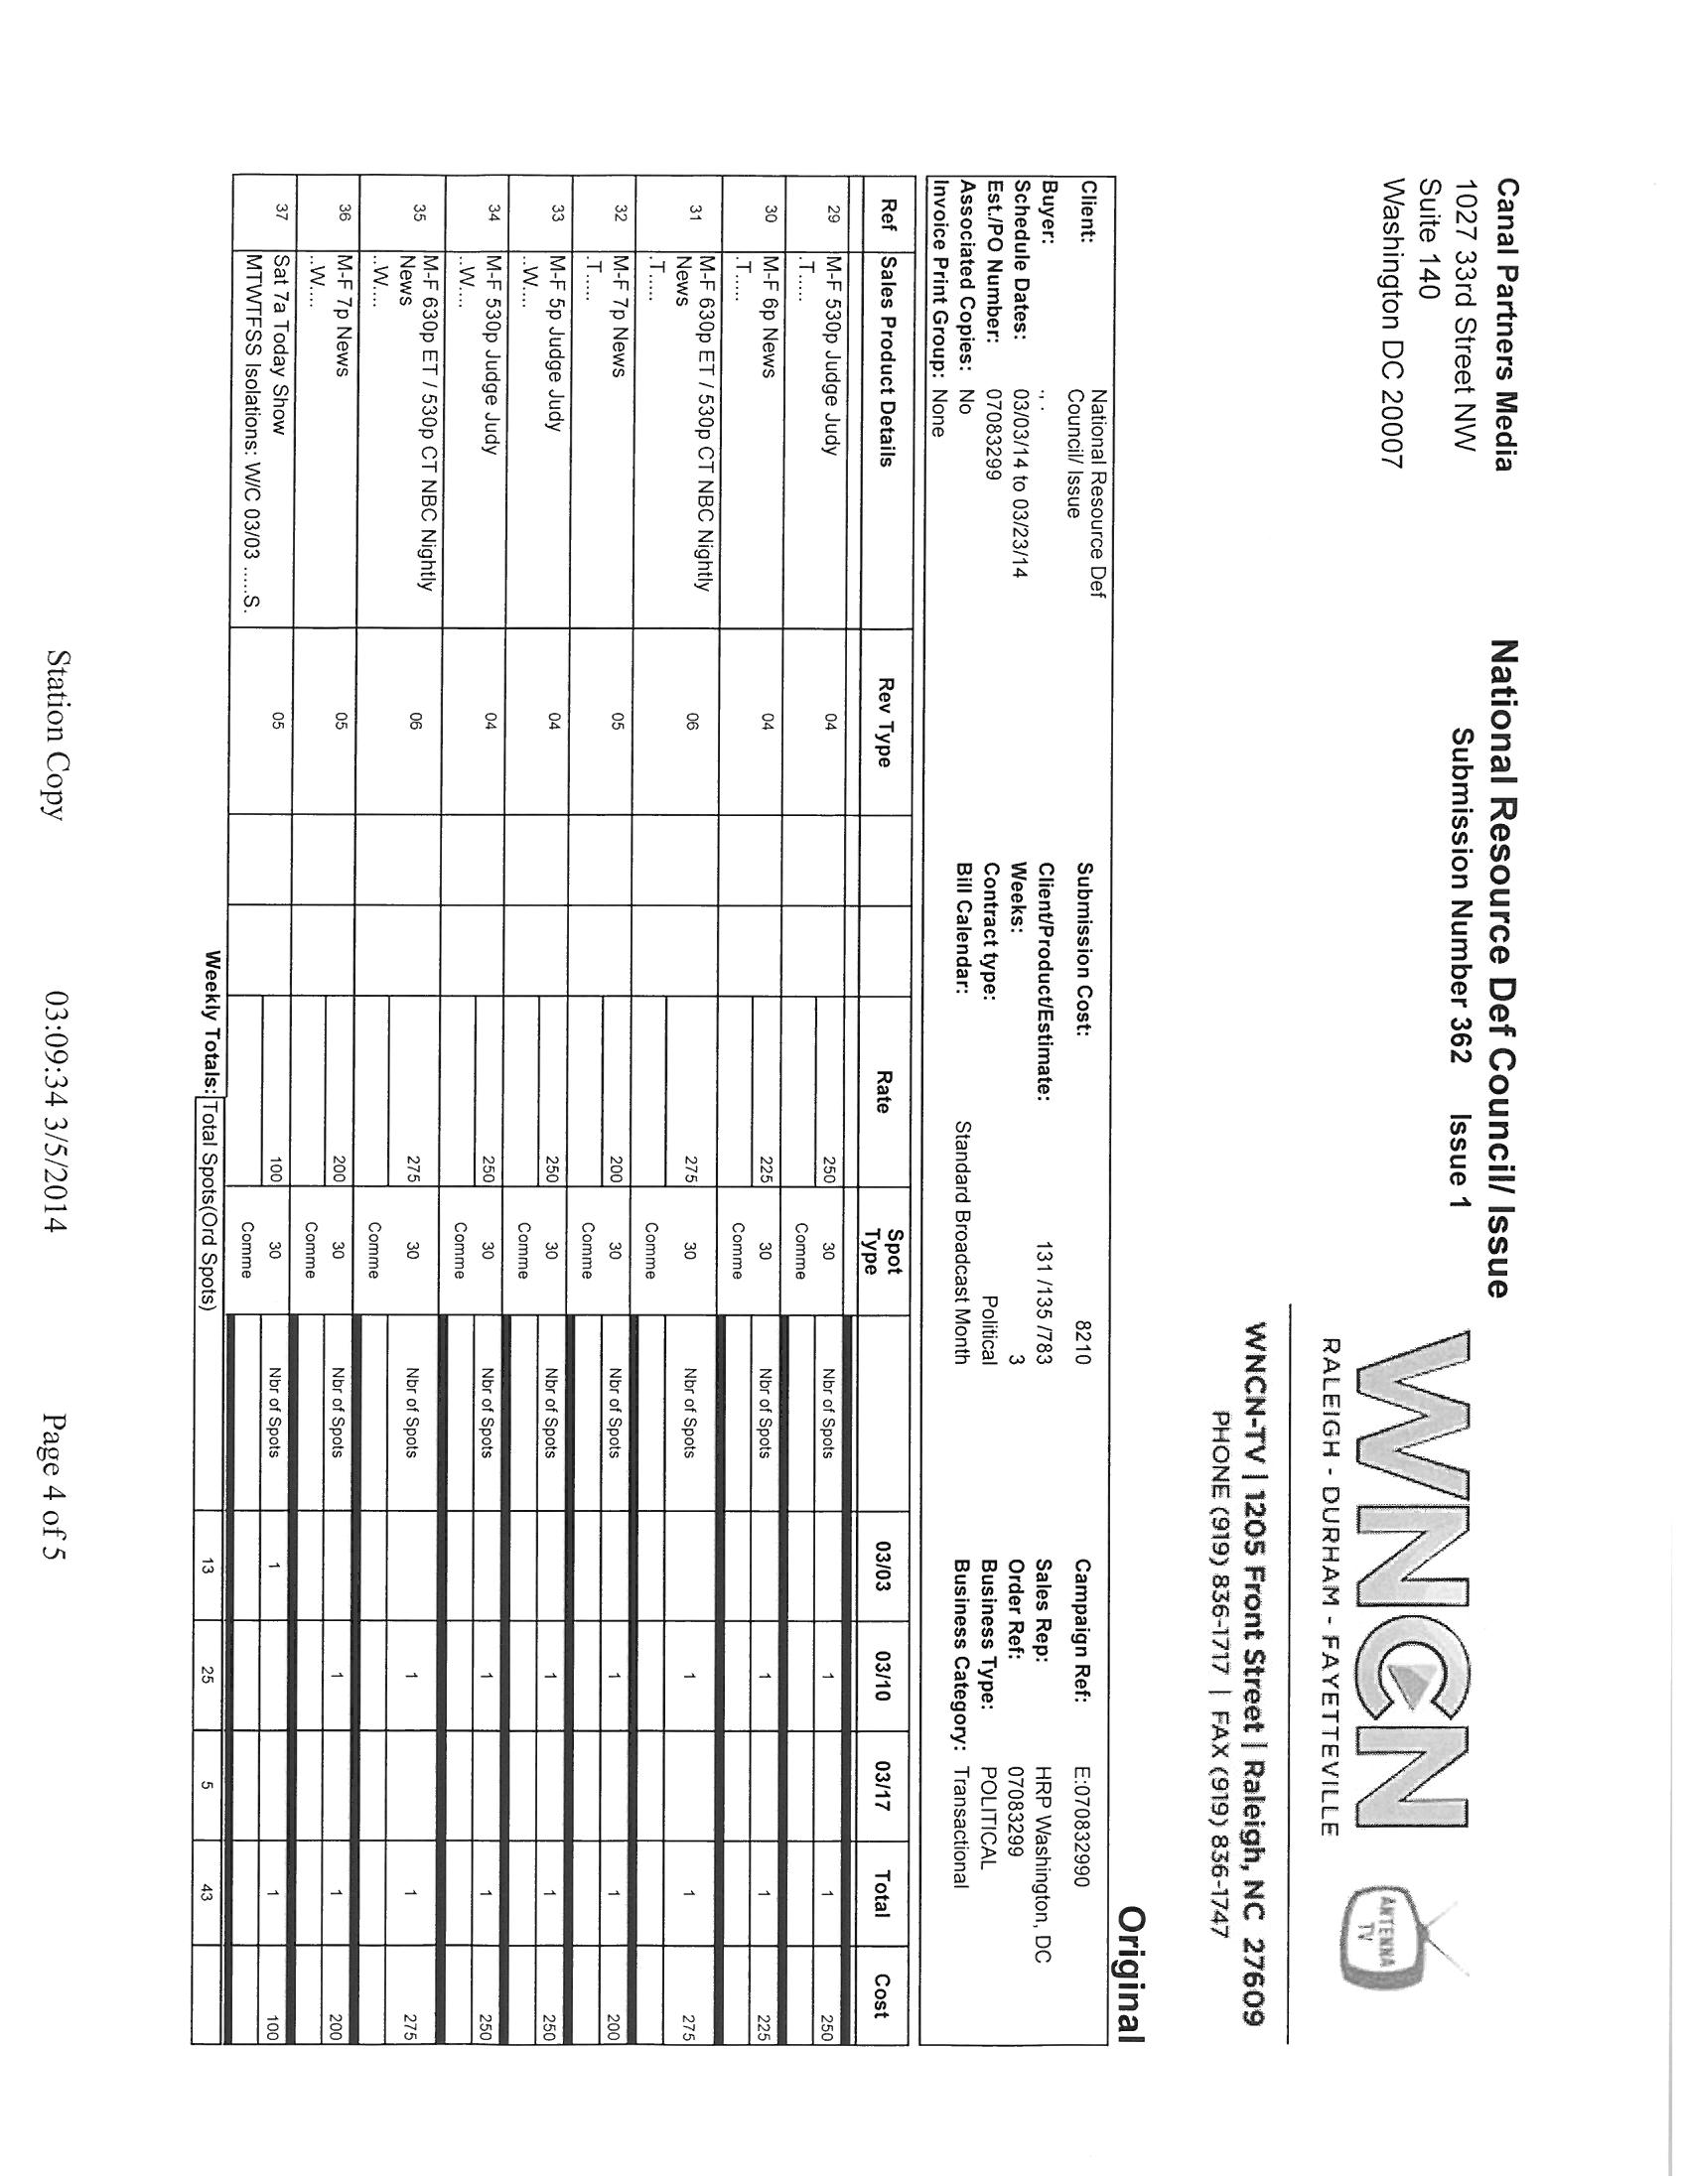 Canal Partners Media
1027 33rd Street NW
Suite 140
Washington DC 20007
National Resource Def Council/ Issue
Submission Number 362 Issue 1
WNCN
RALEIGH - DURHAM - FAYETTEVILLE
ANTENNA
TV
WNCN-TV | 1205 Front Street | Raleigh, NC 27609
PHONE (919) 836-1717 | FAX (919) 836-1747
Original
Client: National Resource Def Submission Cost: 8210 Campaign Ref: E:070832990
Council/ Issue
Buyer: , . Client/Product/Estimate: 131 /135 /783 Sales Rep: HRP Washington, DC
Schedule Dates: 03/03/14 to 03/23/14 Weeks: 3 Order Ref: 07083299
Est./PO Number: 07083299 Contract type: Political Business Type: POLITICAL
Associated Copies: No Bill Calendar: Standard Broadcast Month Business Category: Transactional
Invoice Print Group: None
Ref Sales Product Details Rev Type Rate Spot Type 03/03 03/10 03/17 Total Cost
29 M-F 530p Judge Judy 04 250 30 Nbr of Spots 1 1 250
.T..... Comme
30 M-F 6p News 04 225 30 Nbr of Spots 1 1 225
.T..... Comme
31 M-F 630p ET / 530p CT NBC Nightly 06 275 30 Nbr of Spots 1 1 275
News
.T..... Comme
32 M-F 7p News 05 200 30 Nbr of Spots 1 1 200
.T..... Comme
33 M-F 5p Judge Judy 04 250 30 Nbr of Spots 1 1 250
..W.... Comme
34 M-F 530p Judge Judy 04 250 30 Nbr of Spots 1 1 250
..W.... Comme
35 M-F 630p ET / 530p CT NBC Nightly 06 275 30 Nbr of Spots 1 1 275
News
..W.... Comme
36 M-F 7p News 05 200 30 Nbr of Spots 1 1 200
..W.... Comme
37 Sat 7a Today Show 05 100 30 Nbr of Spots 1 1 100
MTWTFSS Isolations: W/C 03/03 .....S. Comme
Weekly Totals: Total Spots(Ord Spots) 13 25 5 43
Station Copy 03:09:34 3/5/2014 Page 4 of 5